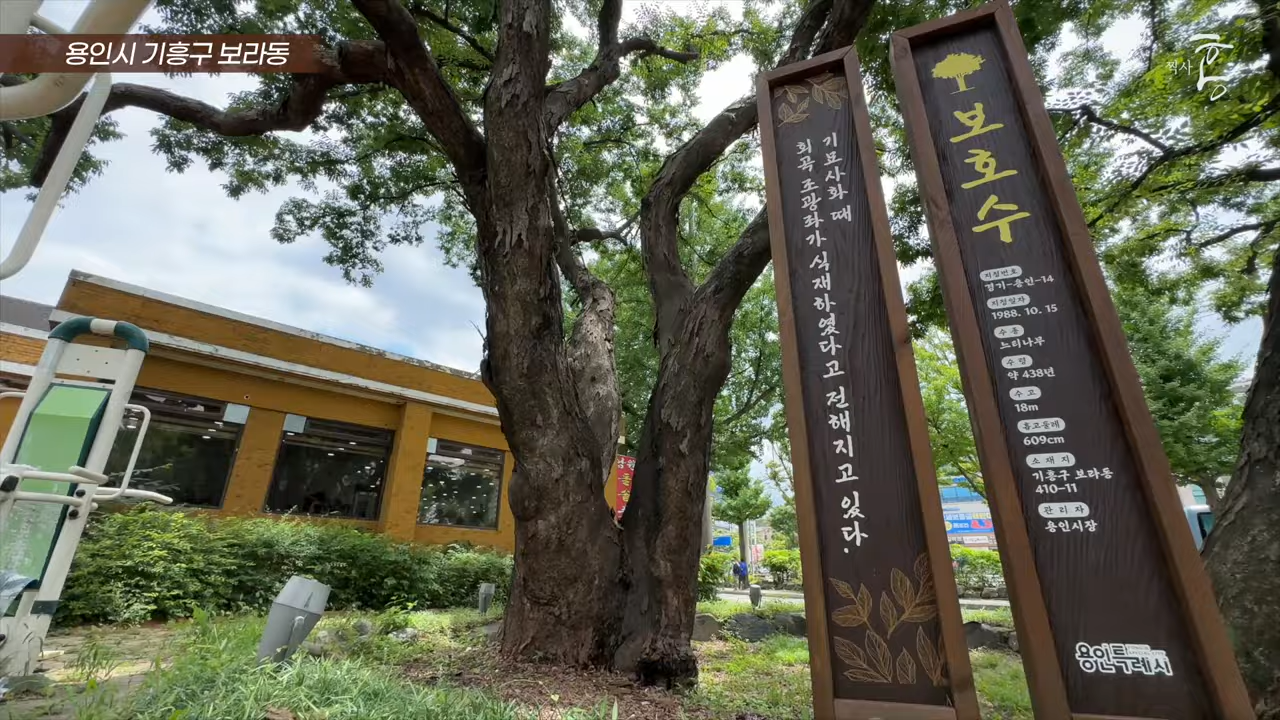 용인시 기흥구 보라동
찍사 홍
기묘사화 때
회곡 조광좌가 식재하였다고 전해지고 있다.
보호수
지정번호
경기-용인-14
지정일자
1988. 10. 15
수종
느티나무
수령
약 438년
수고
18m
흉고둘레
609cm
소재지
기흥구 보라동
410-11
관리자
용인시장
용인특례시